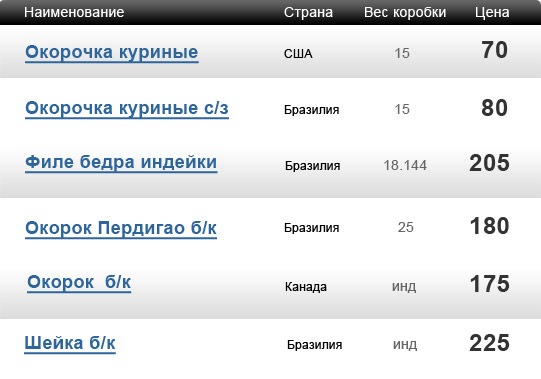 Наименование Страна Вес коробки Цена
Окорочка куриные США 15 70
Окорочка куриные с/з Бразилия 15 80
Филе бедра индейки Бразилия 18.144 205
Окорок Пердигао б/к Бразилия 25 180
Окорок б/к Канада инд 175
Шейка б/к Бразилия инд 225